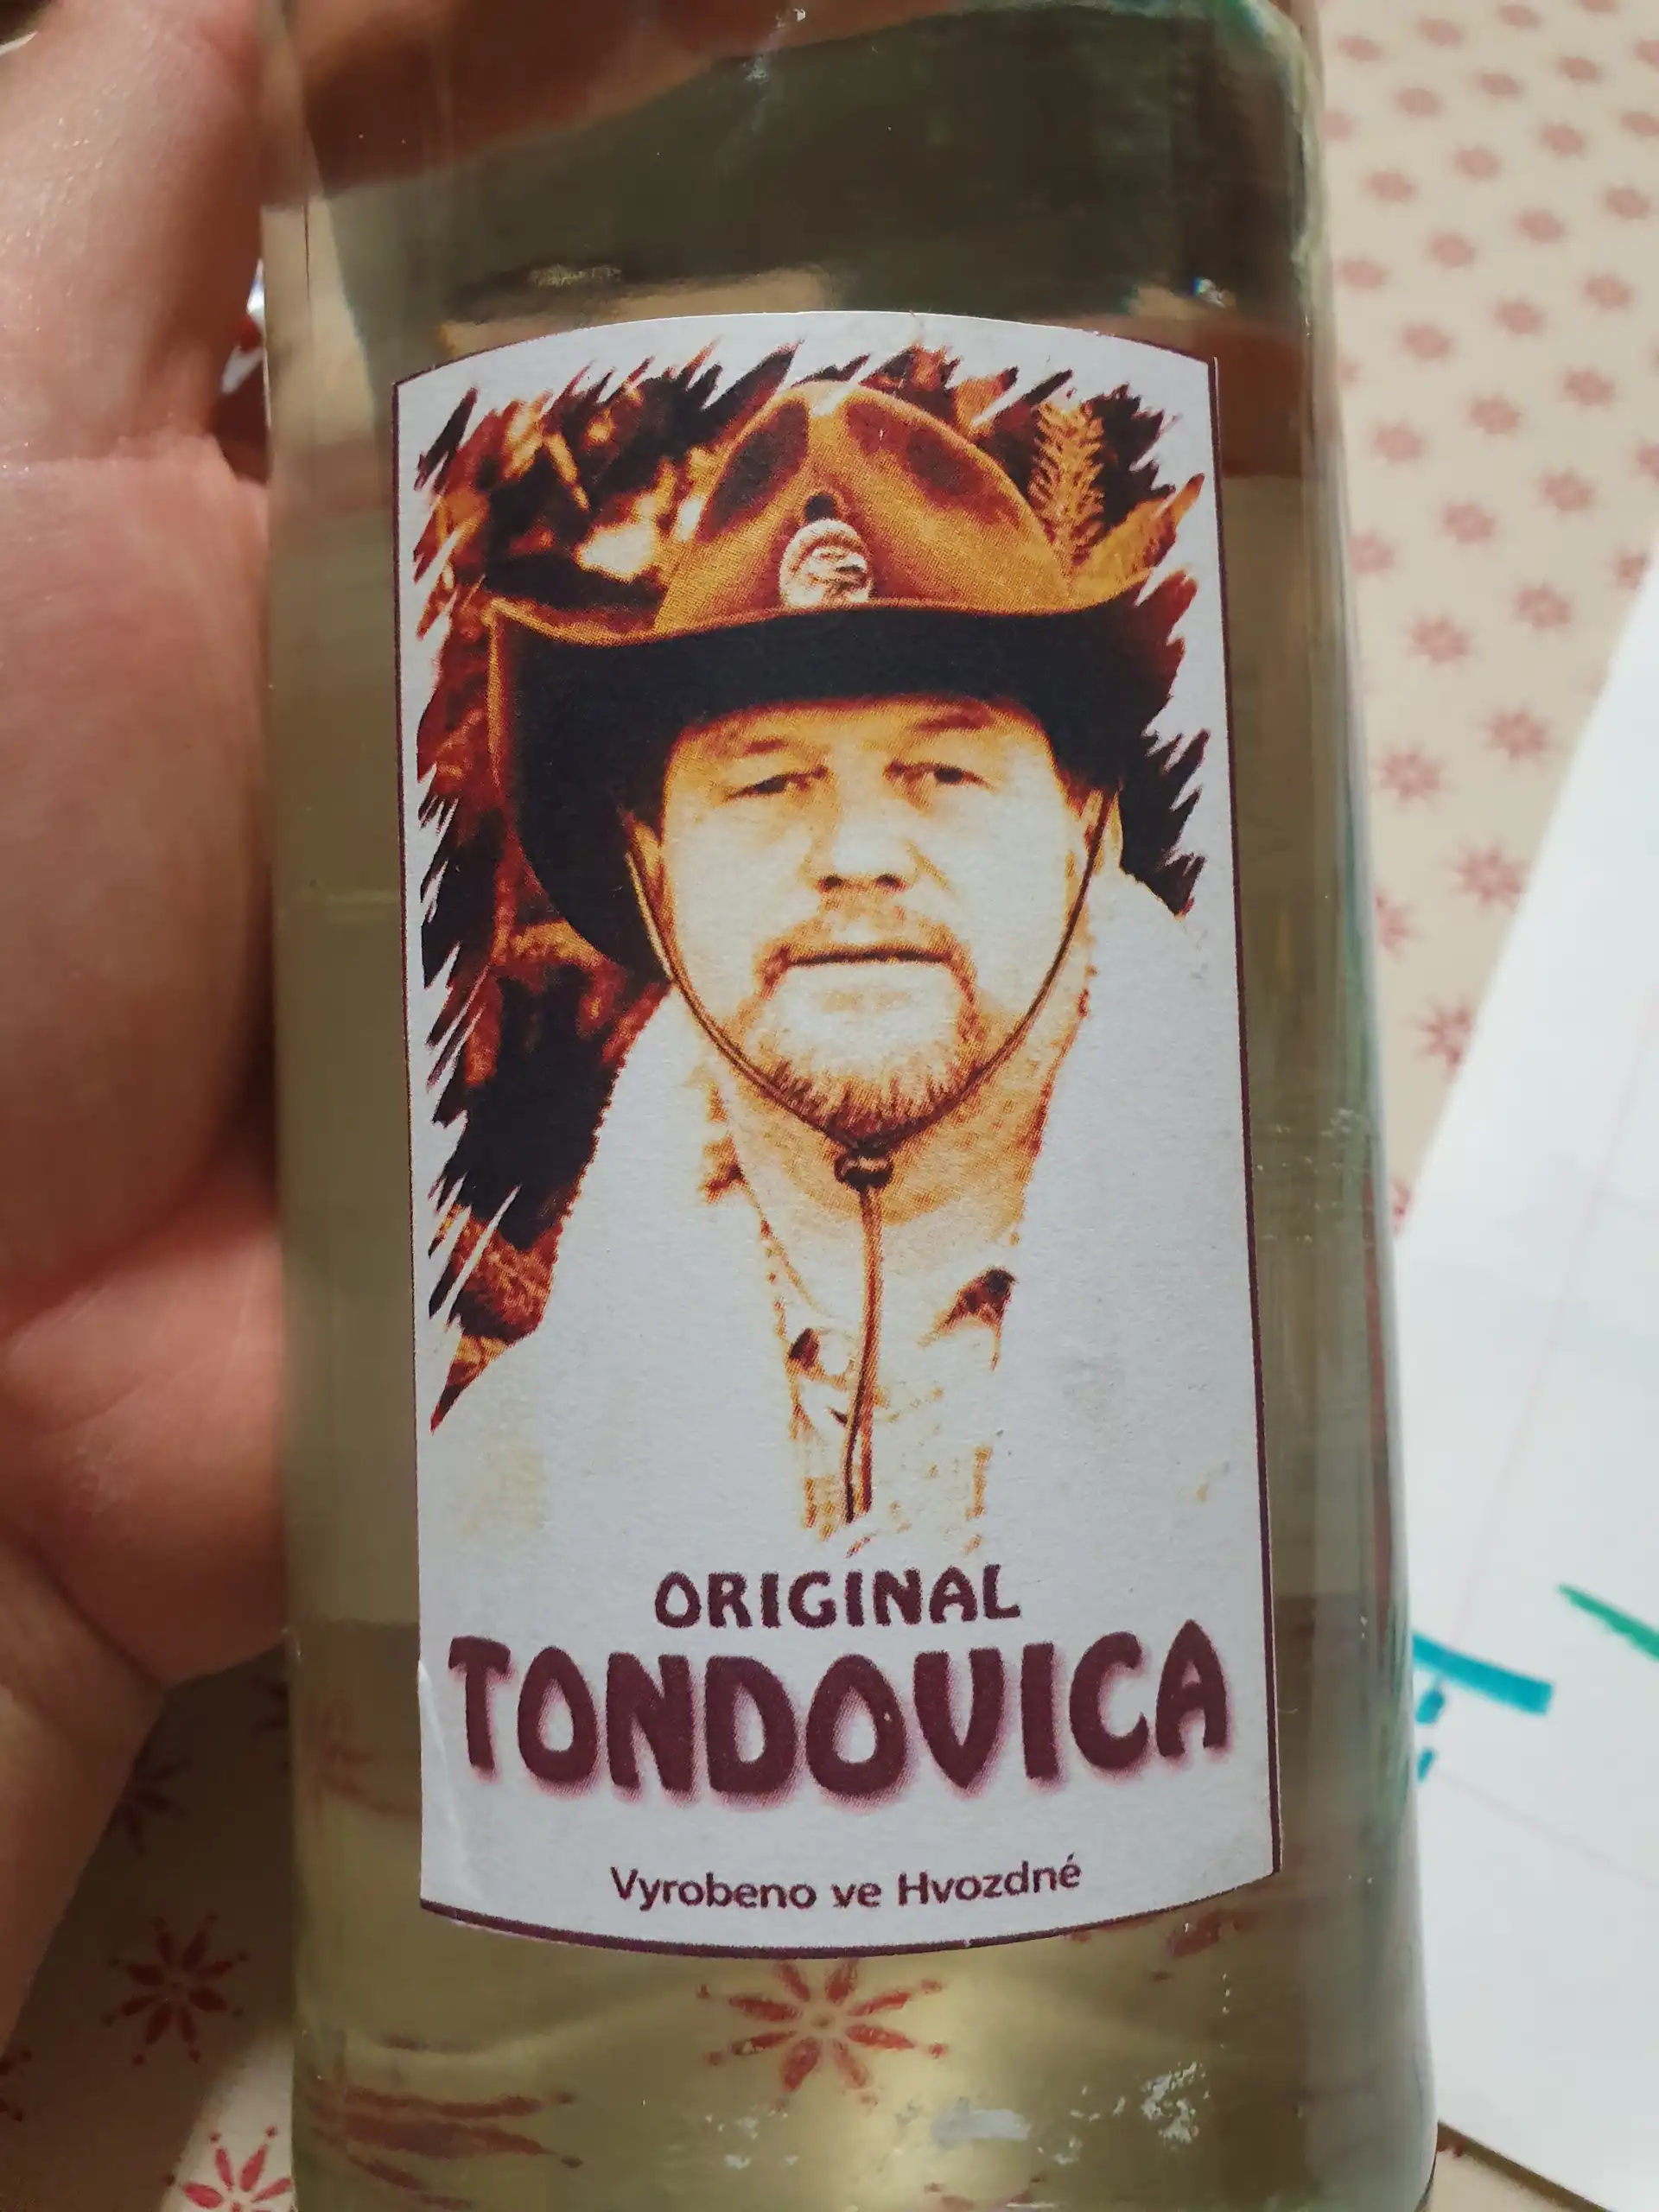 ORIGINAL
TONDOVICA
Vyrobeno ve Hvozdné